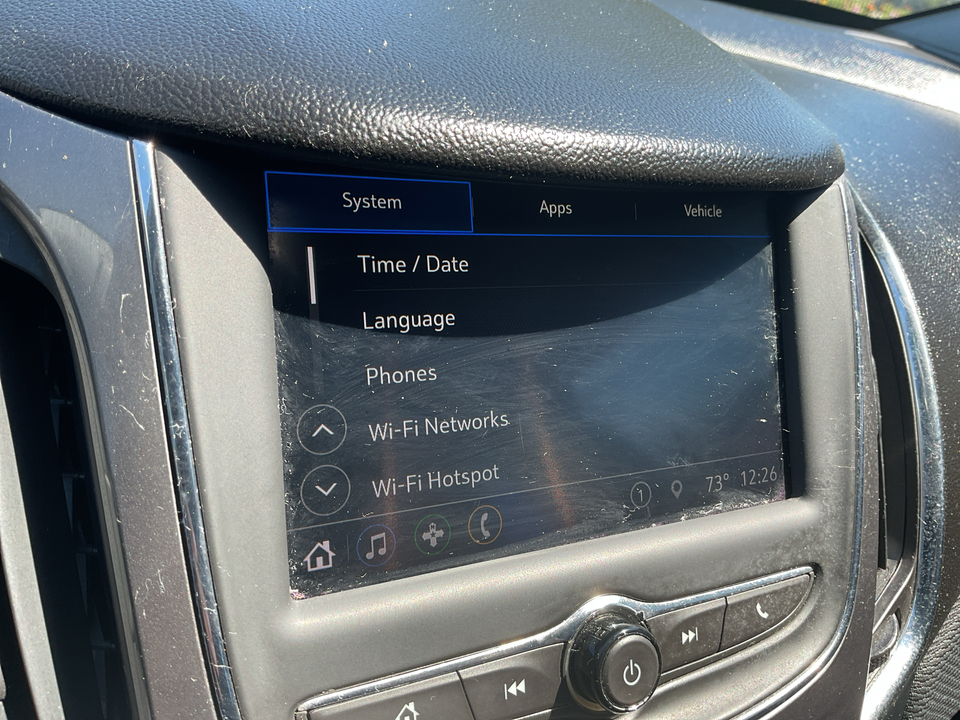 System Apps Vehicle
Time / Date
Language
Phones
Wi-Fi Networks
Wi-Fi Hotspot
1 73° 12:26